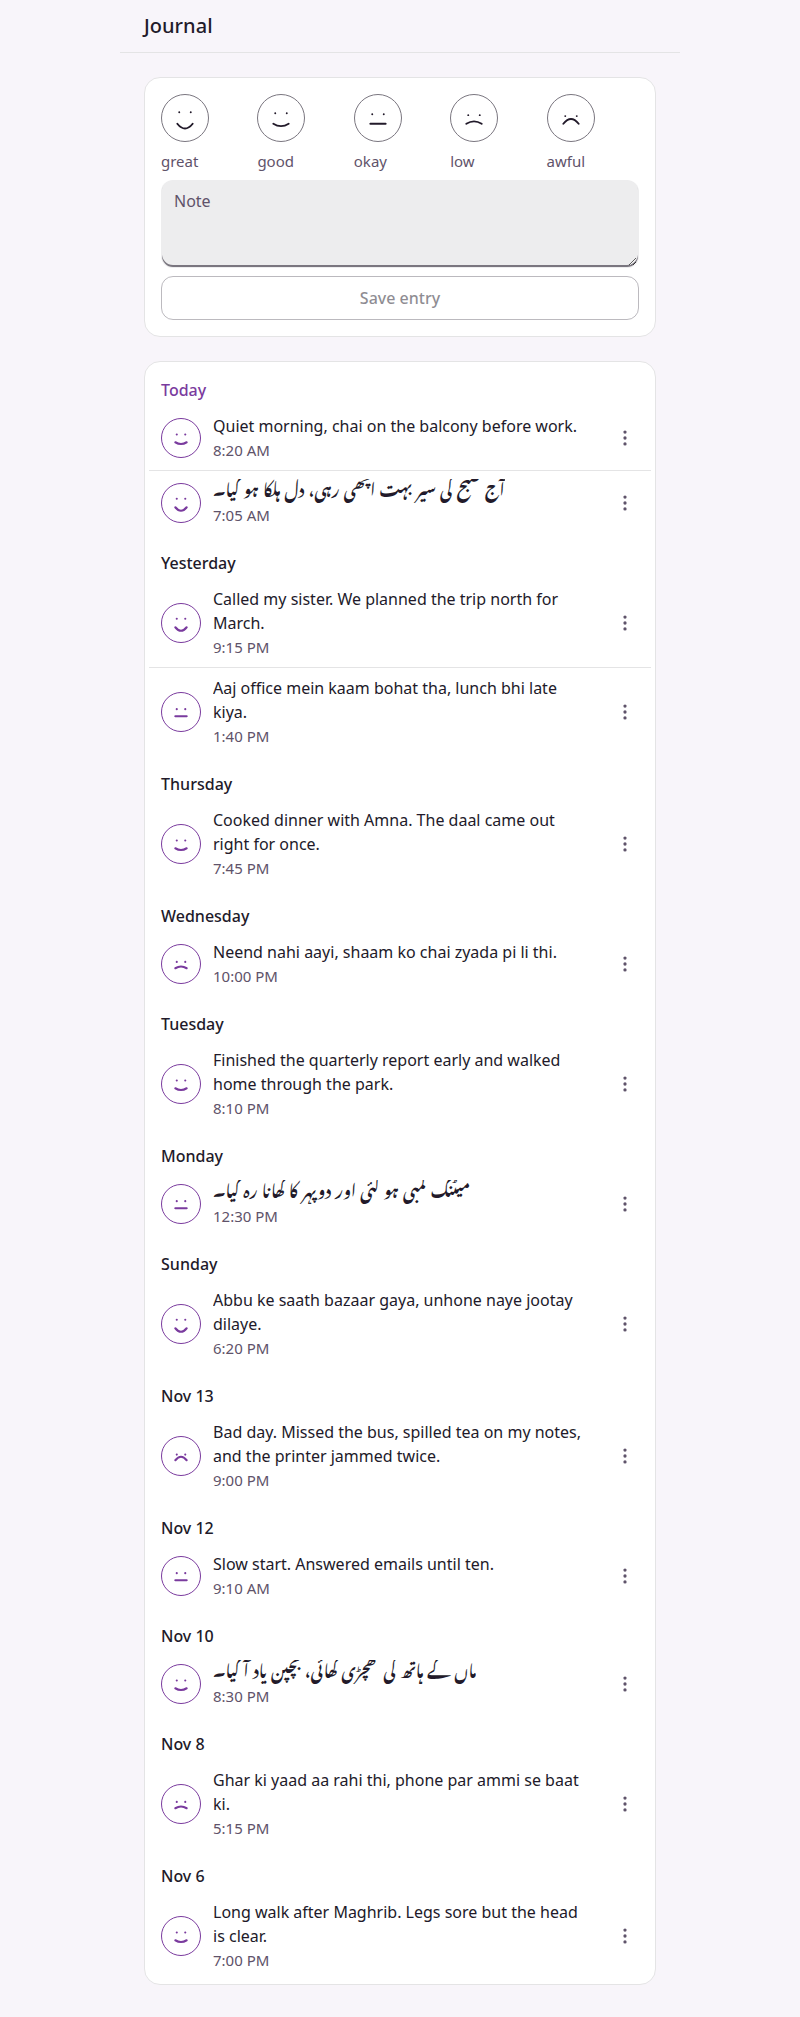 Journal
great
good
okay
low
awful
Note
Save entry
Today
Quiet morning, chai on the balcony before work.
8:20 AM
آج صبح کی سیر بہت اچھی رہی، دل ہلکا ہو گیا۔
7:05 AM
Yesterday
Called my sister. We planned the trip north for
March.
9:15 PM
Aaj office mein kaam bohat tha, lunch bhi late
kiya.
1:40 PM
Thursday
Cooked dinner with Amna. The daal came out
right for once.
7:45 PM
Wednesday
Neend nahi aayi, shaam ko chai zyada pi li thi.
10:00 PM
Tuesday
Finished the quarterly report early and walked
home through the park.
8:10 PM
Monday
میٹنگ لمبی ہو گئی اور دوپہر کا کھانا رہ گیا۔
12:30 PM
Sunday
Abbu ke saath bazaar gaya, unhone naye jootay
dilaye.
6:20 PM
Nov 13
Bad day. Missed the bus, spilled tea on my notes,
and the printer jammed twice.
9:00 PM
Nov 12
Slow start. Answered emails until ten.
9:10 AM
Nov 10
ماں کے ہاتھ کی کھچڑی کھائی، بچپن یاد آ گیا۔
8:30 PM
Nov 8
Ghar ki yaad aa rahi thi, phone par ammi se baat
ki.
5:15 PM
Nov 6
Long walk after Maghrib. Legs sore but the head
is clear.
7:00 PM